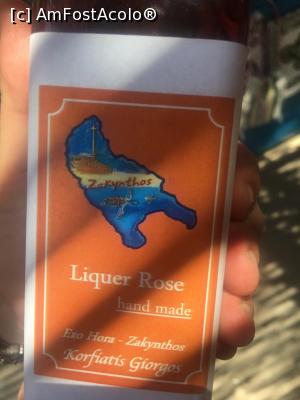 [c] AmFostAcolo®
Zakynthos
Liquer Rose
hand made
Exo Hora - Zakynthos
Korfiatis Giorgos